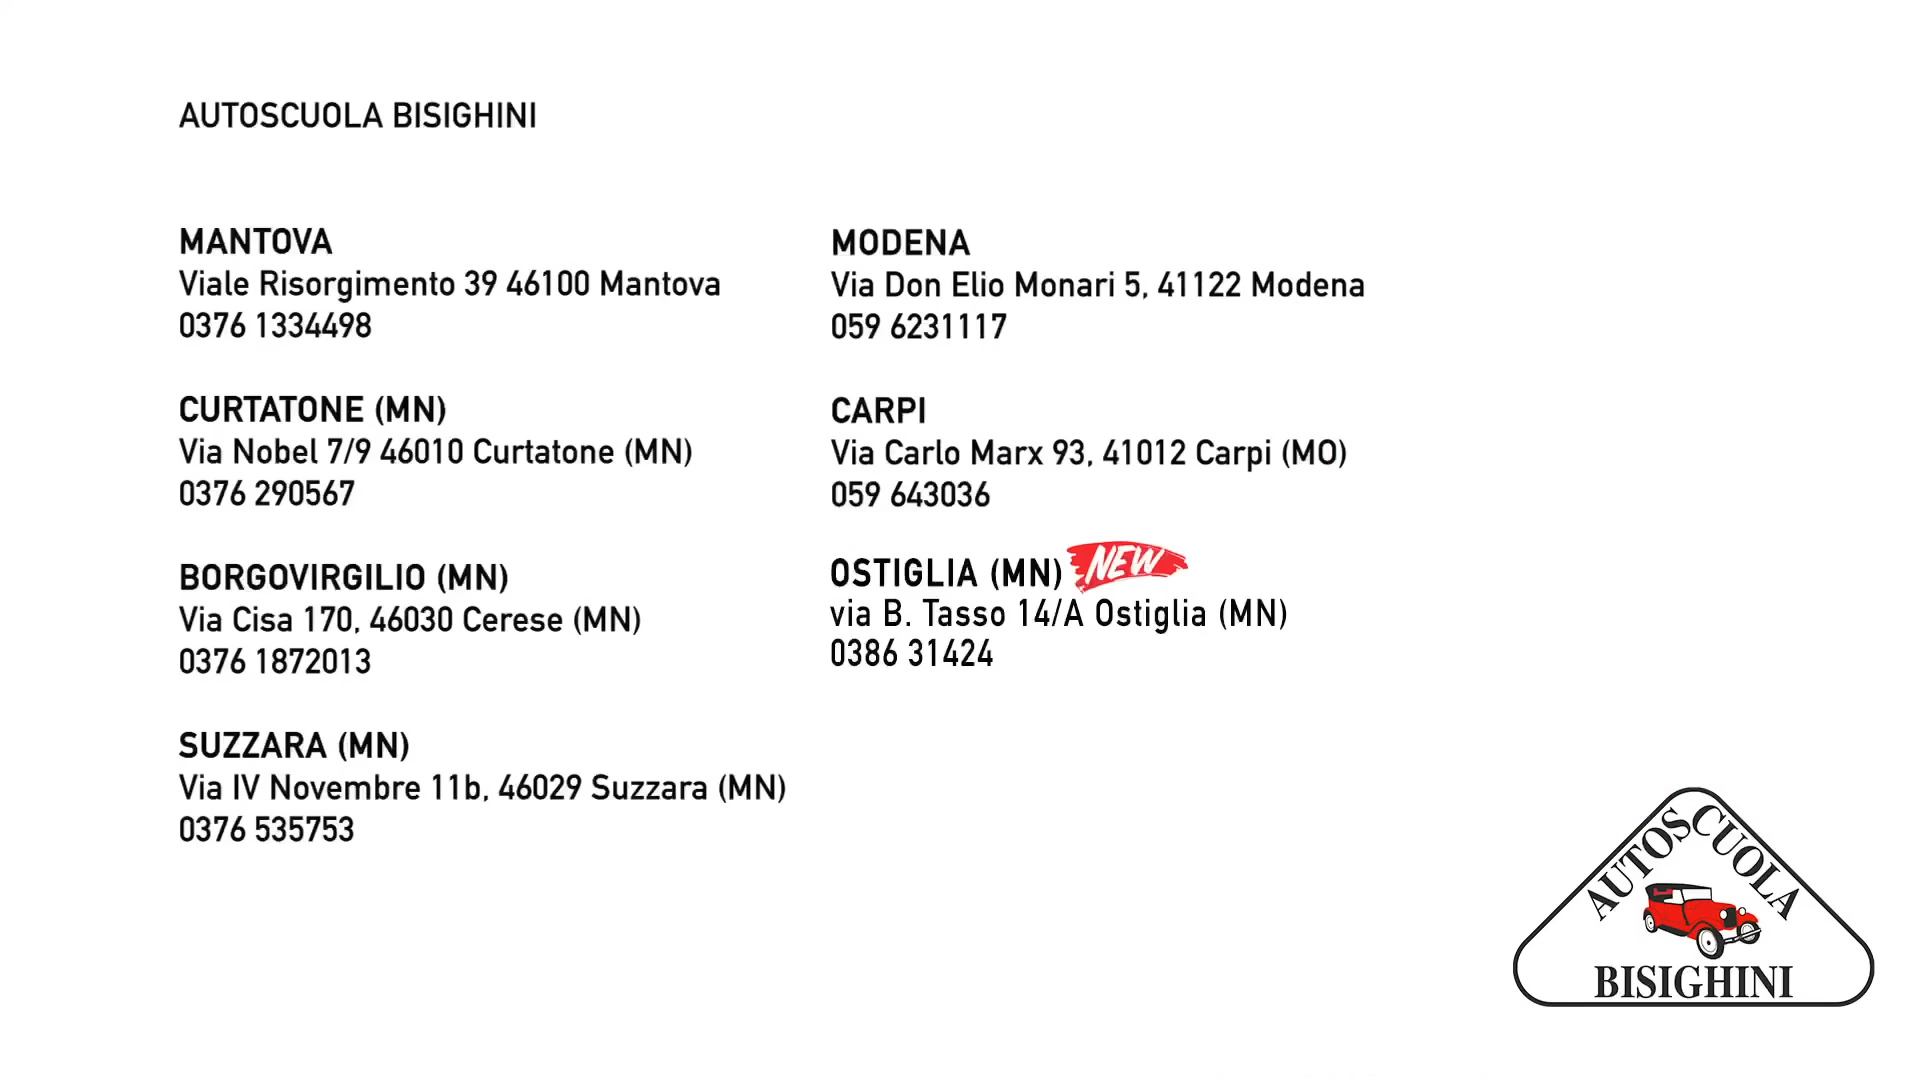 AUTOSCUOLA BISIGHINI
MANTOVA
Viale Risorgimento 39 46100 Mantova
0376 1334498
CURTATONE (MN)
Via Nobel 7/9 46010 Curtatone (MN)
0376 290567
BORGOVIRGILIO (MN)
Via Cisa 170, 46030 Cerese (MN)
0376 1872013
SUZZARA (MN)
Via IV Novembre 11b, 46029 Suzzara (MN)
0376 535753
MODENA
Via Don Elio Monari 5, 41122 Modena
059 6231117
CARPI
Via Carlo Marx 93, 41012 Carpi (MO)
059 643036
OSTIGLIA (MN) NEW
via B. Tasso 14/A Ostiglia (MN)
0386 31424
AUTOSCUOLA
BISIGHINI